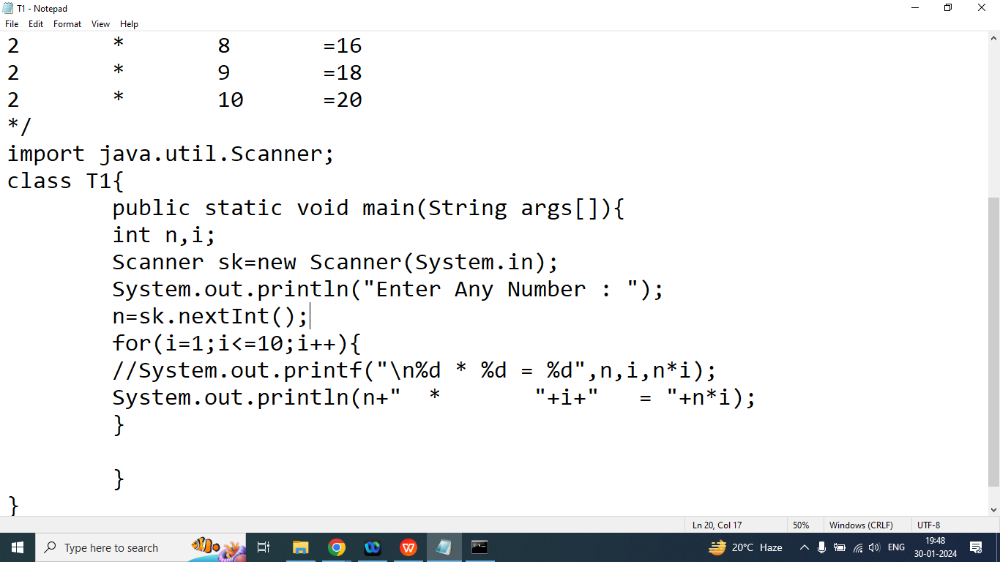 T1 - Notepad
File Edit Format View Help
2 * 8 =16
2 * 9 =18
2 * 10 =20
*/
import java.util.Scanner;
class T1{
public static void main(String args[]){
int n,i;
Scanner sk=new Scanner(System.in);
System.out.println("Enter Any Number : ");
n=sk.nextInt();
for(i=1;i<=10;i++){
//System.out.printf("\n%d * %d = %d",n,i,n*i);
System.out.println(n+"  *       "+i+"   = "+n*i);
}
}
}
Ln 20, Col 17 50% Windows (CRLF) UTF-8
Type here to search 20°C Haze ENG 19:48
30-01-2024